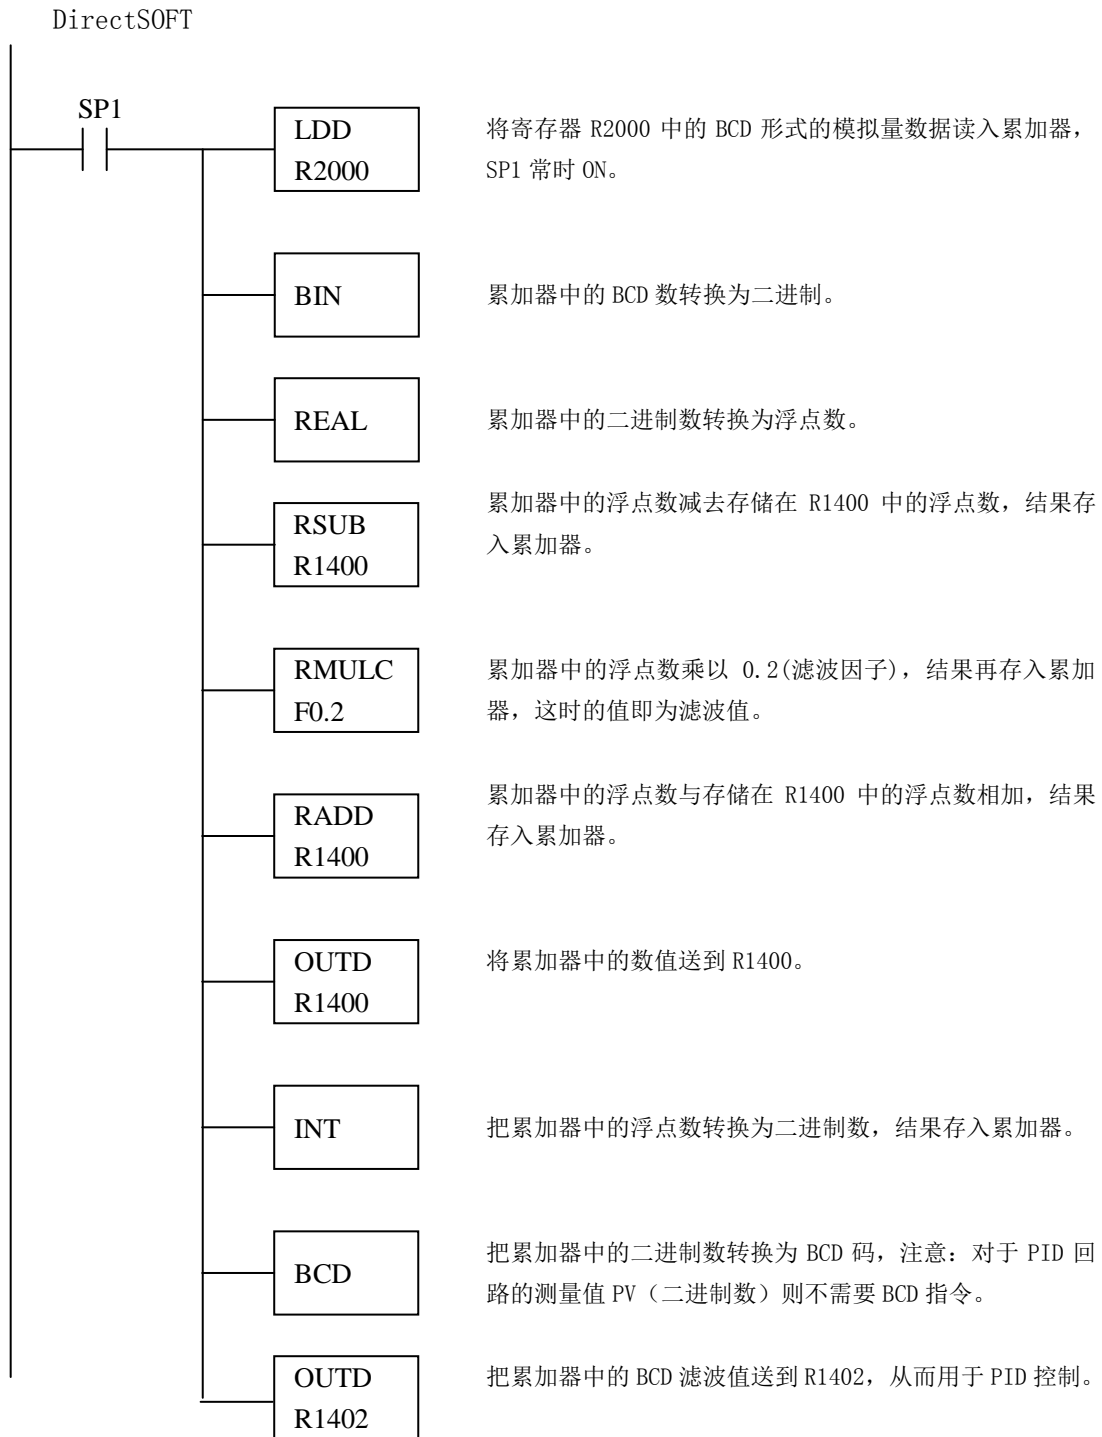 DirectSOFT
SP1
LDD
R2000
将寄存器 R2000 中的 BCD 形式的模拟量数据读入累加器，
SP1 常时 ON。
BIN
累加器中的 BCD 数转换为二进制。
REAL
累加器中的二进制数转换为浮点数。
RSUB
R1400
累加器中的浮点数减去存储在 R1400 中的浮点数，结果存
入累加器。
RMULC
F0.2
累加器中的浮点数乘以 0.2(滤波因子)，结果再存入累加
器，这时的值即为滤波值。
RADD
R1400
累加器中的浮点数与存储在 R1400 中的浮点数相加，结果
存入累加器。
OUTD
R1400
将累加器中的数值送到 R1400。
INT
把累加器中的浮点数转换为二进制数，结果存入累加器。
BCD
把累加器中的二进制数转换为 BCD 码，注意：对于 PID 回
路的测量值 PV（二进制数）则不需要 BCD 指令。
OUTD
R1402
把累加器中的 BCD 滤波值送到 R1402，从而用于 PID 控制。